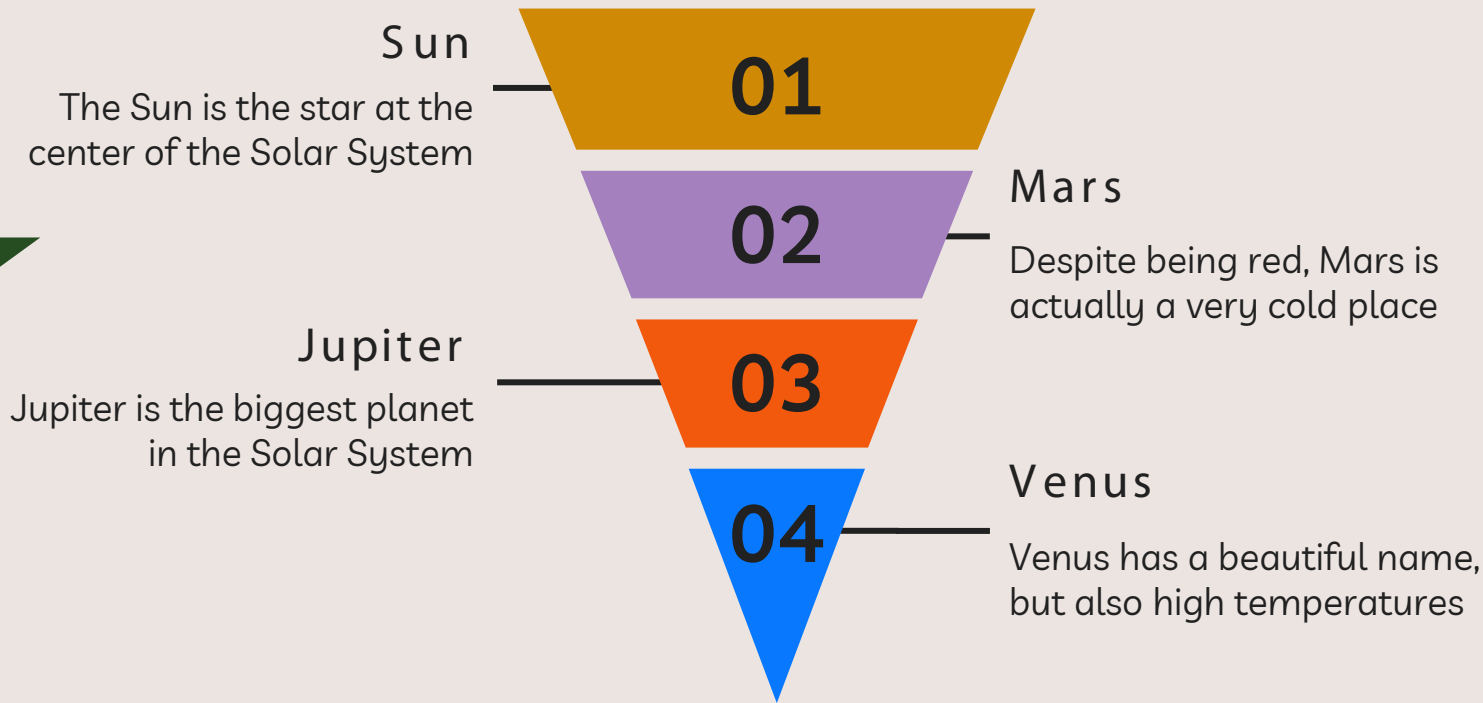 Sun
The Sun is the star at the
center of the Solar System
01
02
Mars
Despite being red, Mars is
actually a very cold place
Jupiter
Jupiter is the biggest planet
in the Solar System
03
04
Venus
Venus has a beautiful name,
but also high temperatures